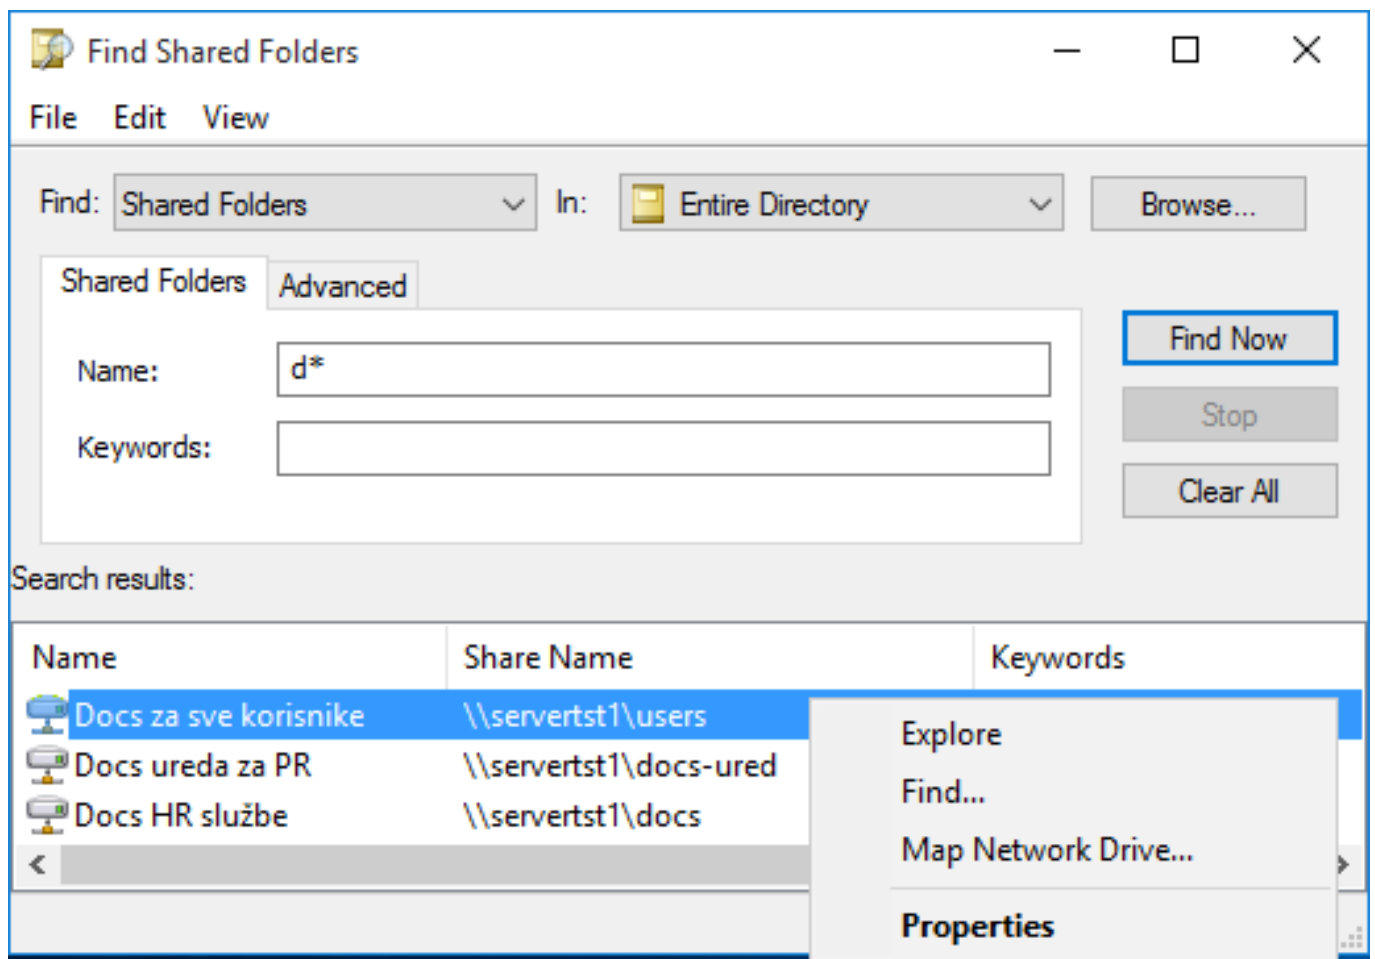 Find Shared Folders
File Edit View
Find: Shared Folders In: Entire Directory Browse...
Shared Folders Advanced
Find Now
Name: d*
Stop
Keywords:
Clear All
Search results:
Name Share Name Keywords
Docs za sve korisnike \\servertst1\users
Docs ureda za PR \\servertst1\docs-ured
Docs HR službe \\servertst1\docs
Explore
Find...
Map Network Drive...
Properties